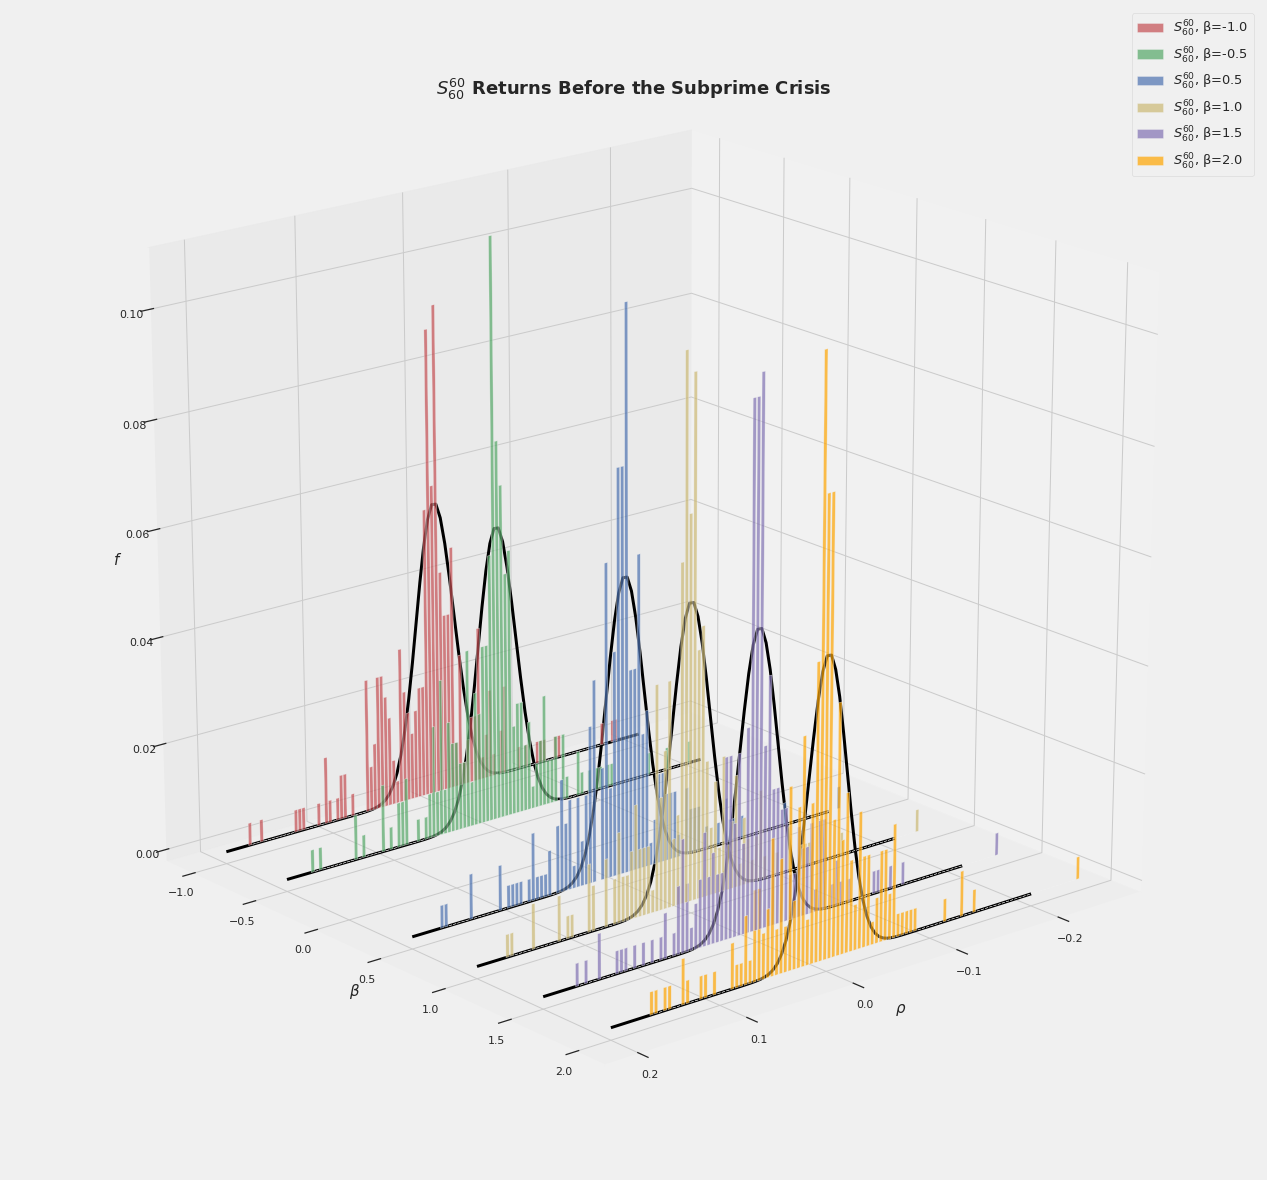 S₆₀⁶⁰, β=-1.0
S₆₀⁶⁰, β=-0.5
S₆₀⁶⁰, β=0.5
S₆₀⁶⁰, β=1.0
S₆₀⁶⁰, β=1.5
S₆₀⁶⁰, β=2.0
S₆₀⁶⁰ Returns Before the Subprime Crisis
0.10
0.08
0.06
f
0.04
0.02
0.00
−1.0
−0.5
0.0
0.5
1.0
1.5
2.0
β
0.2
0.1
0.0
−0.1
−0.2
ρ